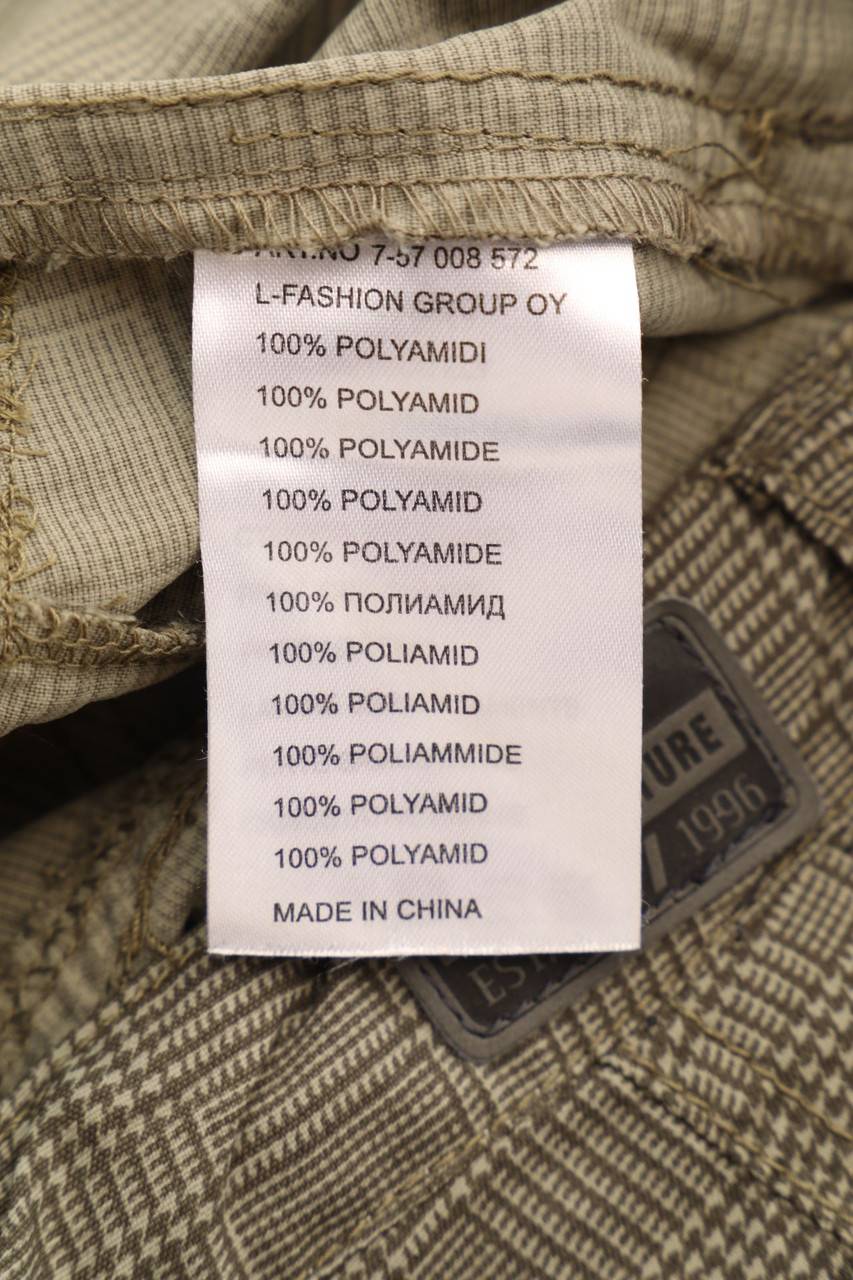 ART.NO 7-57 008 572
L-FASHION GROUP OY
100% POLYAMIDI
100% POLYAMID
100% POLYAMIDE
100% POLYAMID
100% POLYAMIDE
100% ПОЛИАМИД
100% POLIAMID
100% POLIAMID
100% POLIAMMIDE
100% POLYAMID
100% POLYAMID
MADE IN CHINA
1996